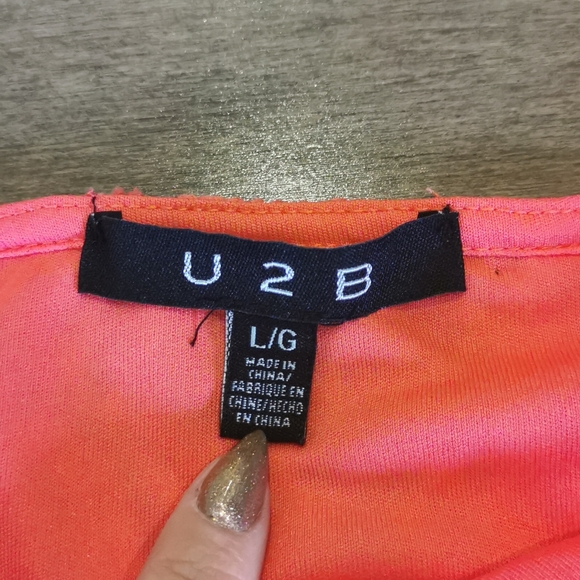 U 2 B
L/G
MADE IN
CHINA/
FABRIQUE EN
CHINE/HECHO
EN CHINA